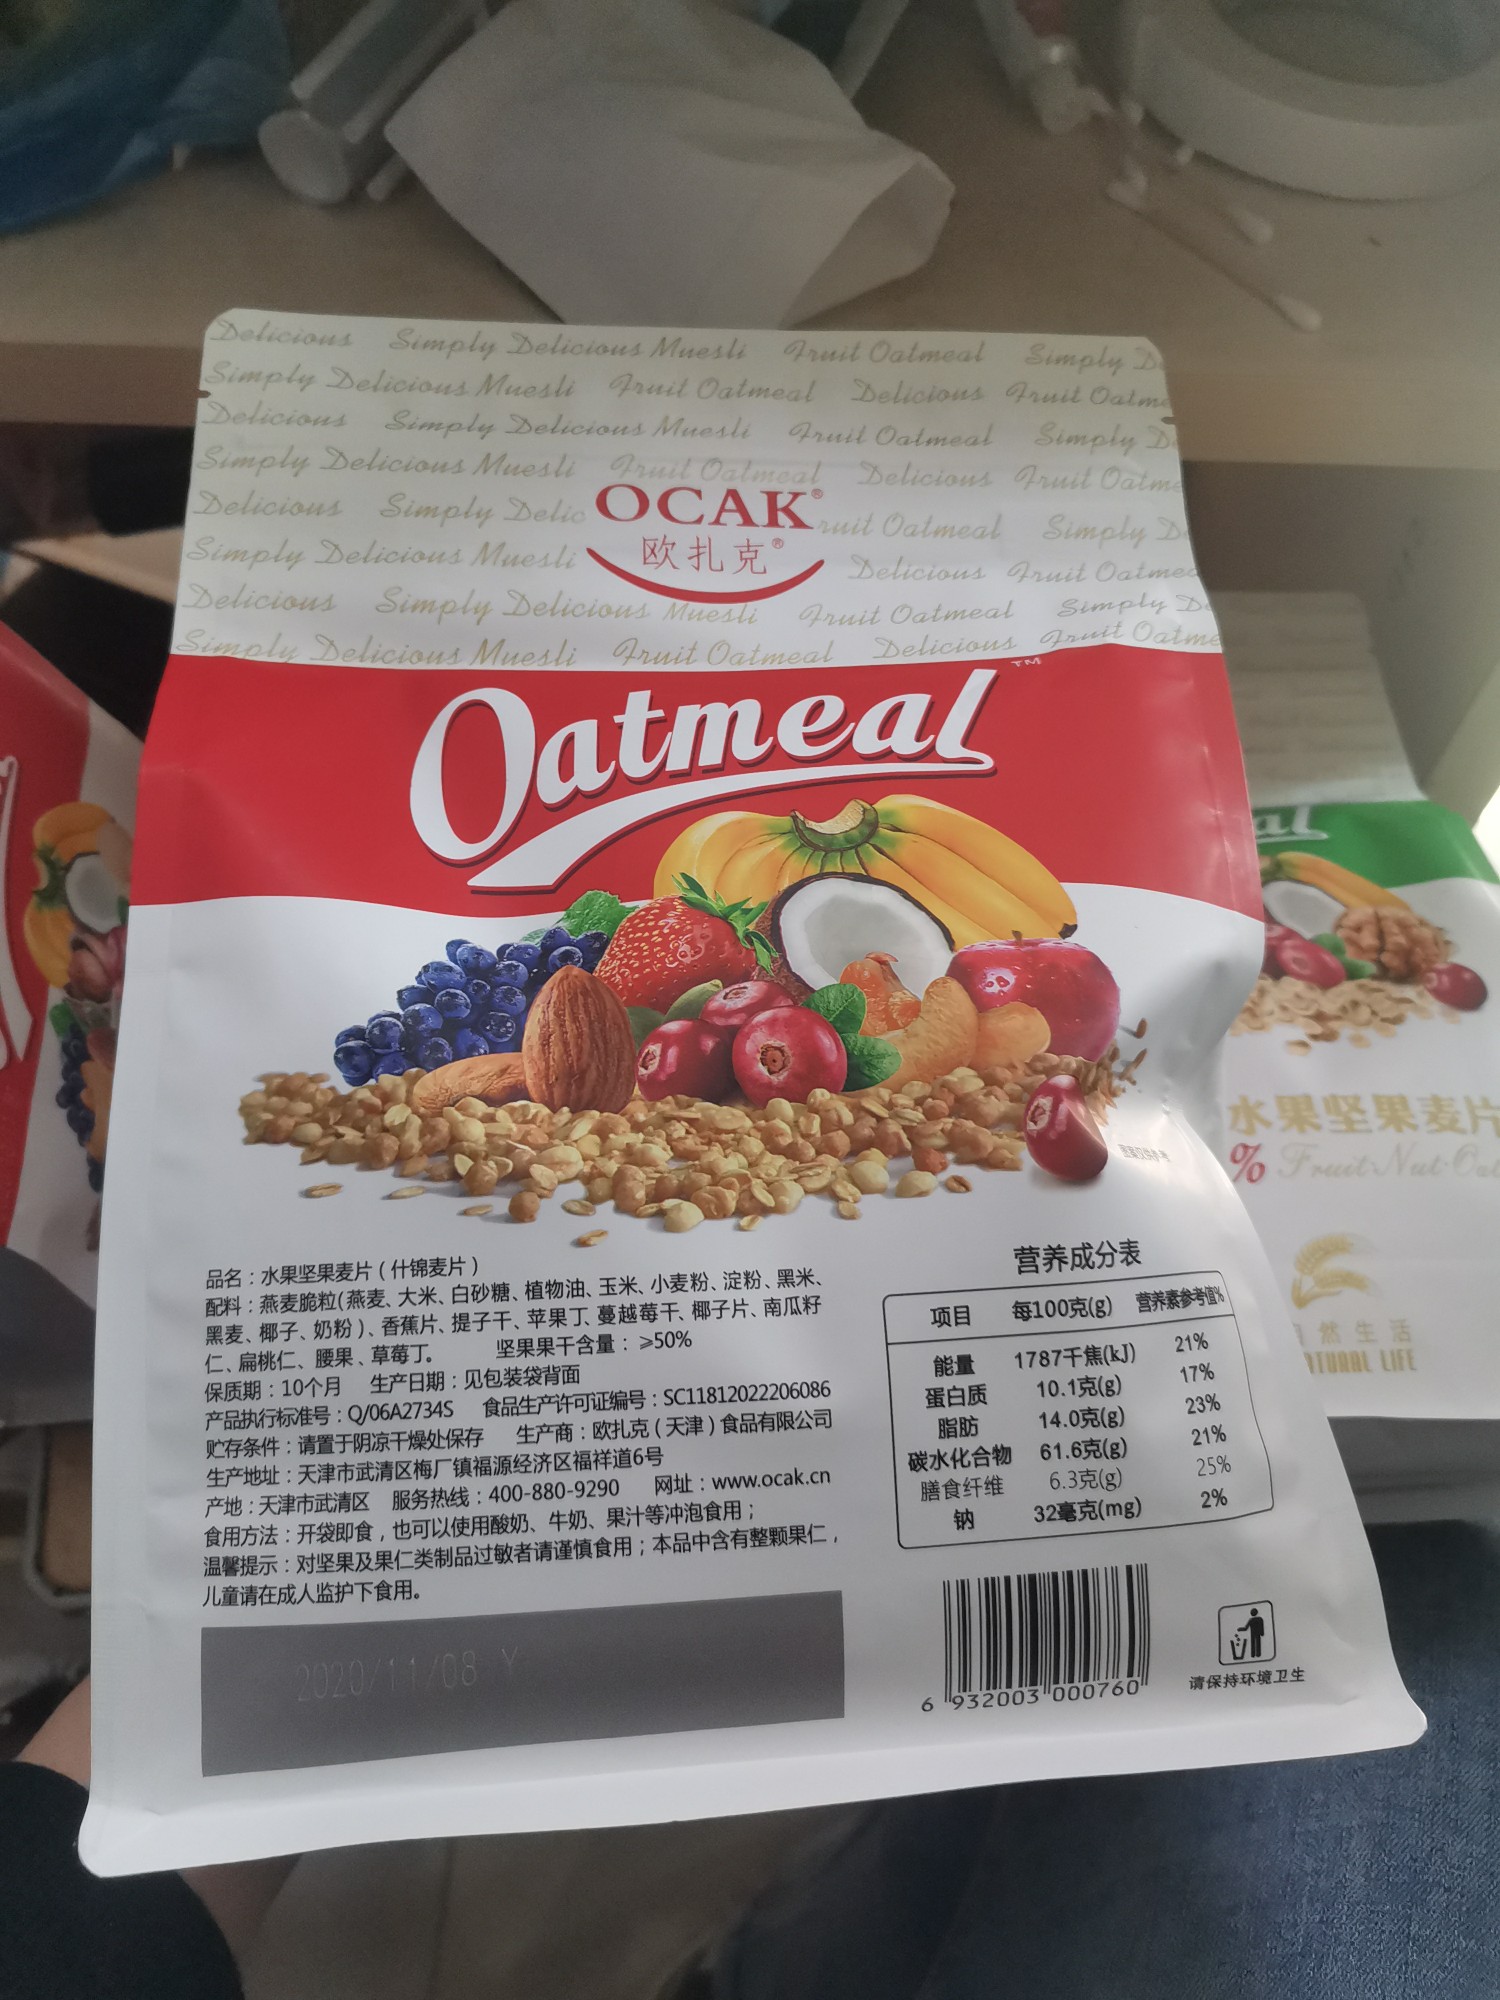 Delicious Simply Delicious Muesli Fruit Oatmeal Simply
Simply Delicious Muesli Fruit Oatmeal Delicious Fruit Oatme
Delicious Simply Delicious Muesli Fruit Oatmeal Simply
Simply Delicious Muesli Fruit Oatmeal Delicious Fruit Oatme
Delicious Simply Delic OCAK® ruit Oatmeal Simply
Simply Delicious Muesli 欧扎克® Delicious Fruit Oatmea
Delicious Simply Delicious Muesli Fruit Oatmeal Simply
Simply Delicious Muesli Fruit Oatmeal Delicious Fruit Oatme
Oatmeal™
品名：水果坚果麦片（什锦麦片）
配料：燕麦脆粒(燕麦、大米、白砂糖、植物油、玉米、小麦粉、淀粉、黑米、
黑麦、椰子、奶粉）、香蕉片、提子干、苹果丁、蔓越莓干、椰子片、南瓜籽
仁、扁桃仁、腰果、草莓丁。 坚果果干含量：≥50%
保质期：10个月 生产日期：见包装袋背面
产品执行标准号：Q/06A2734S 食品生产许可证编号：SC11812022206086
贮存条件：请置于阴凉干燥处保存 生产商：欧扎克（天津）食品有限公司
生产地址：天津市武清区梅厂镇福源经济区福祥道6号
产地：天津市武清区 服务热线：400-880-9290 网址：www.ocak.cn
食用方法：开袋即食，也可以使用酸奶、牛奶、果汁等冲泡食用；
温馨提示：对坚果及果仁类制品过敏者请谨慎食用；本品中含有整颗果仁，
儿童请在成人监护下食用。
2020/11/08 Y
营养成分表
项目 每100克(g) 营养素参考值%
能量 1787千焦(kJ) 21%
蛋白质 10.1克(g) 17%
脂肪 14.0克(g) 23%
碳水化合物 61.6克(g) 21%
膳食纤维 6.3克(g) 25%
钠 32毫克(mg) 2%
6 932003 000760
请保持环境卫生
al
水果坚果麦片
% Fruit Nut Oat
然生活
TURAL LIFE